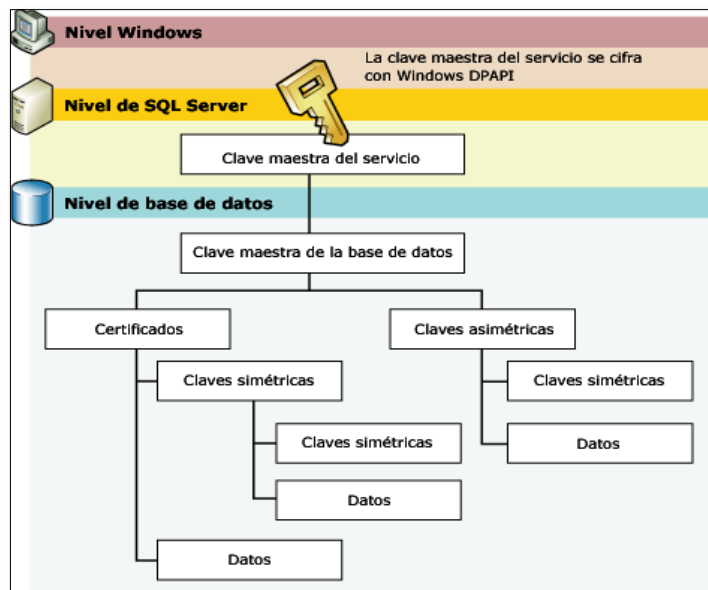 Nivel Windows
La clave maestra del servicio se cifra
con Windows DPAPI
Nivel de SQL Server
Clave maestra del servicio
Nivel de base de datos
Clave maestra de la base de datos
Certificados
Claves asimétricas
Claves simétricas
Claves simétricas
Claves simétricas
Datos
Datos
Datos